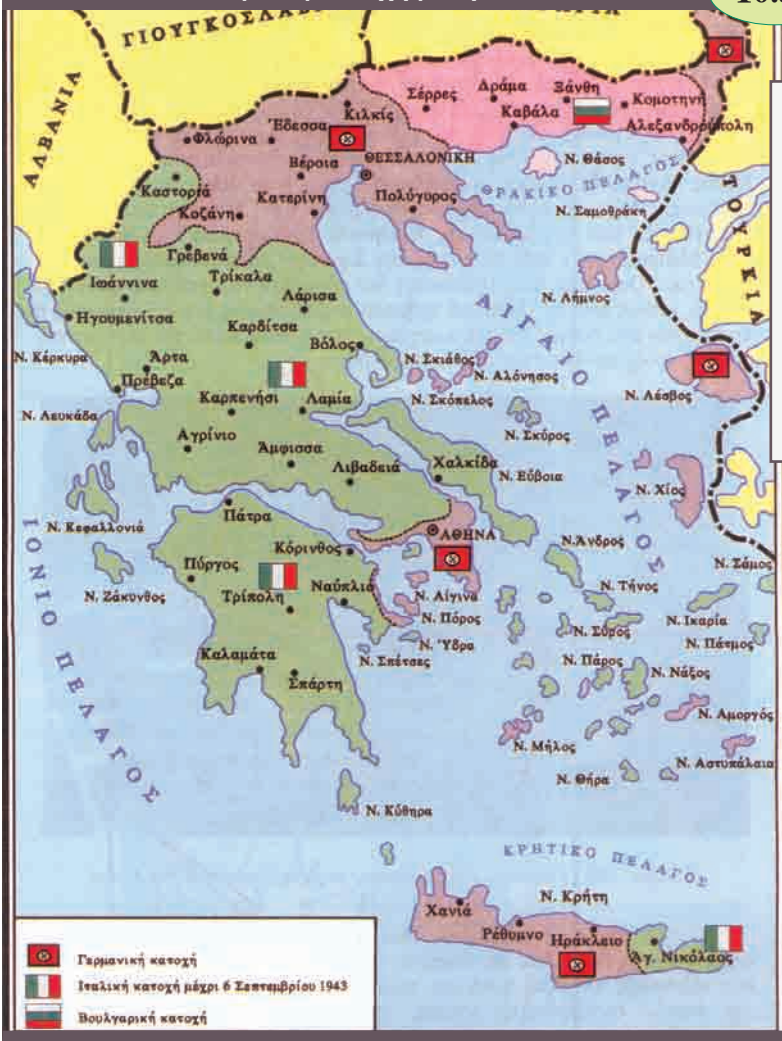 ΓΙΟΥΓΚΟΣΛΑ
ΡΙΑ
ΑΛΒΑΝΙΑ
Σέρρες
Δράμα
Ξάνθη
Κομοτηνή
Καβάλα
Αλεξανδρούπολη
Κιλκίς
Φλώρινα
Έδεσσα
Βέροια
ΘΕΣΣΑΛΟΝΙΚΗ
Καστοριά
Κοζάνη
Κατερίνη
Πολύγυρος
Ν. Θάσος
ΘΡΑΚΙΚΟ ΠΕΛΑΓΟΣ
Ν. Σαμοθράκη
ΤΟΥΡΚΙΑ
Γρεβενά
Ιωάννινα
Τρίκαλα
Λάρισα
Ν. Λήμνος
Ηγουμενίτσα
Καρδίτσα
Βόλος
ΑΙΓΑΙΟ ΠΕΛΑΓΟΣ
Ν. Κέρκυρα
Άρτα
Πρέβεζα
Ν. Σκιάθος
Ν. Αλόνησος
Ν. Σκόπελος
Ν. Λέσβος
Καρπενήσι
Λαμία
Ν. Λευκάδα
Ν. Σκύρος
Αγρίνιο
Άμφισσα
Λιβαδειά
Χαλκίδα
Ν. Εύβοια
Ν. Χίος
Ν. Κεφαλλονιά
Πάτρα
ΑΘΗΝΑ
Κόρινθος
Ν. Άνδρος
Ν. Σάμος
Πύργος
Ν. Ζάκυνθος
Τρίπολη
Ναύπλιο
Ν. Αίγινα
Ν. Τήνος
Ν. Πόρος
Ν. Ικαρία
Ν. Ύδρα
Ν. Σύρος
Ν. Πάτμος
Ν. Σπέτσες
Καλαμάτα
Σπάρτη
Ν. Πάρος
Ν. Νάξος
ΙΟΝΙΟ ΠΕΛΑΓΟΣ
Ν. Αμοργός
Ν. Μήλος
Ν. Αστυπάλαια
Ν. Θήρα
Ν. Κύθηρα
ΚΡΗΤΙΚΟ ΠΕΛΑΓΟΣ
Ν. Κρήτη
Χανιά
Ρέθυμνο
Ηράκλειο
Αγ. Νικόλαος
Γερμανική κατοχή
Ιταλική κατοχή μέχρι 6 Σεπτεμβρίου 1943
Βουλγαρική κατοχή